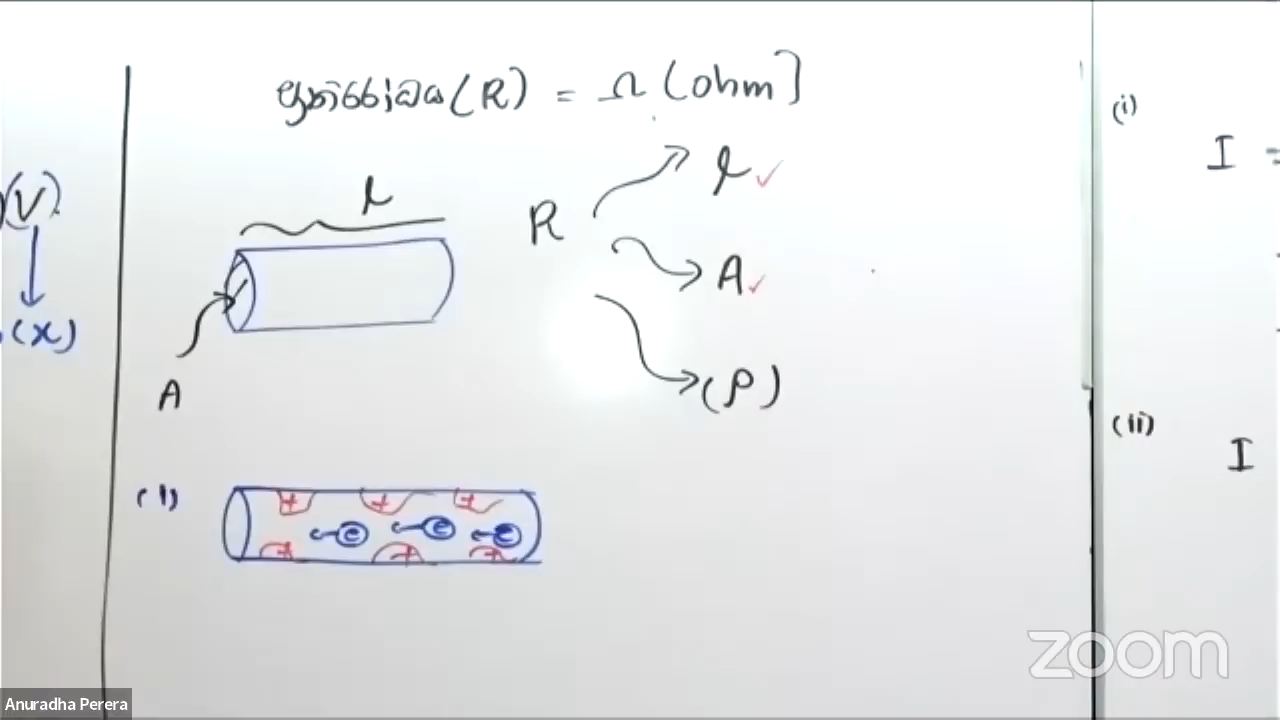 ප්‍රතිරෝධය (R) = Ω (ohm)
(V)
(x)
l
A
R
l
A
(ρ)
(1)
+ + +
e e e
+ + +
(i)
I =
(ii)
I
zoom
Anuradha Perera